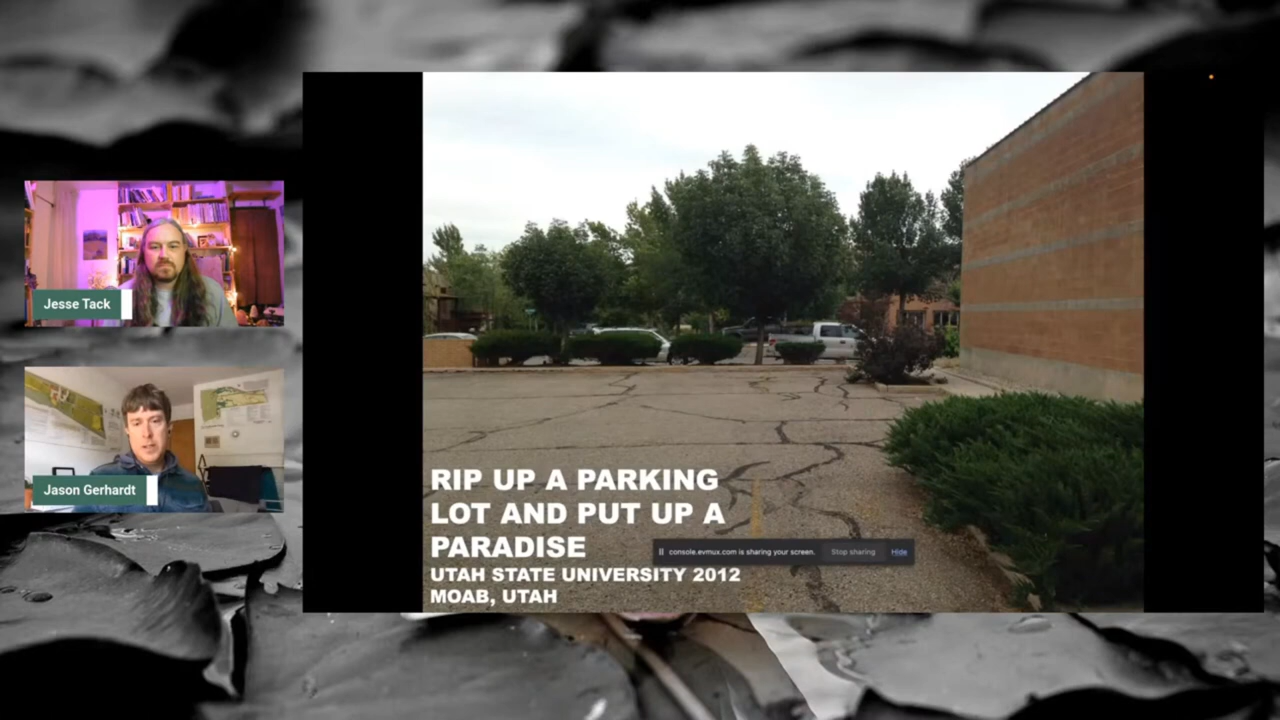 Jesse Tack
Jason Gerhardt
RIP UP A PARKING
LOT AND PUT UP A
PARADISE
UTAH STATE UNIVERSITY 2012
MOAB, UTAH
console.evmux.com is sharing your screen.
Stop sharing
Hide